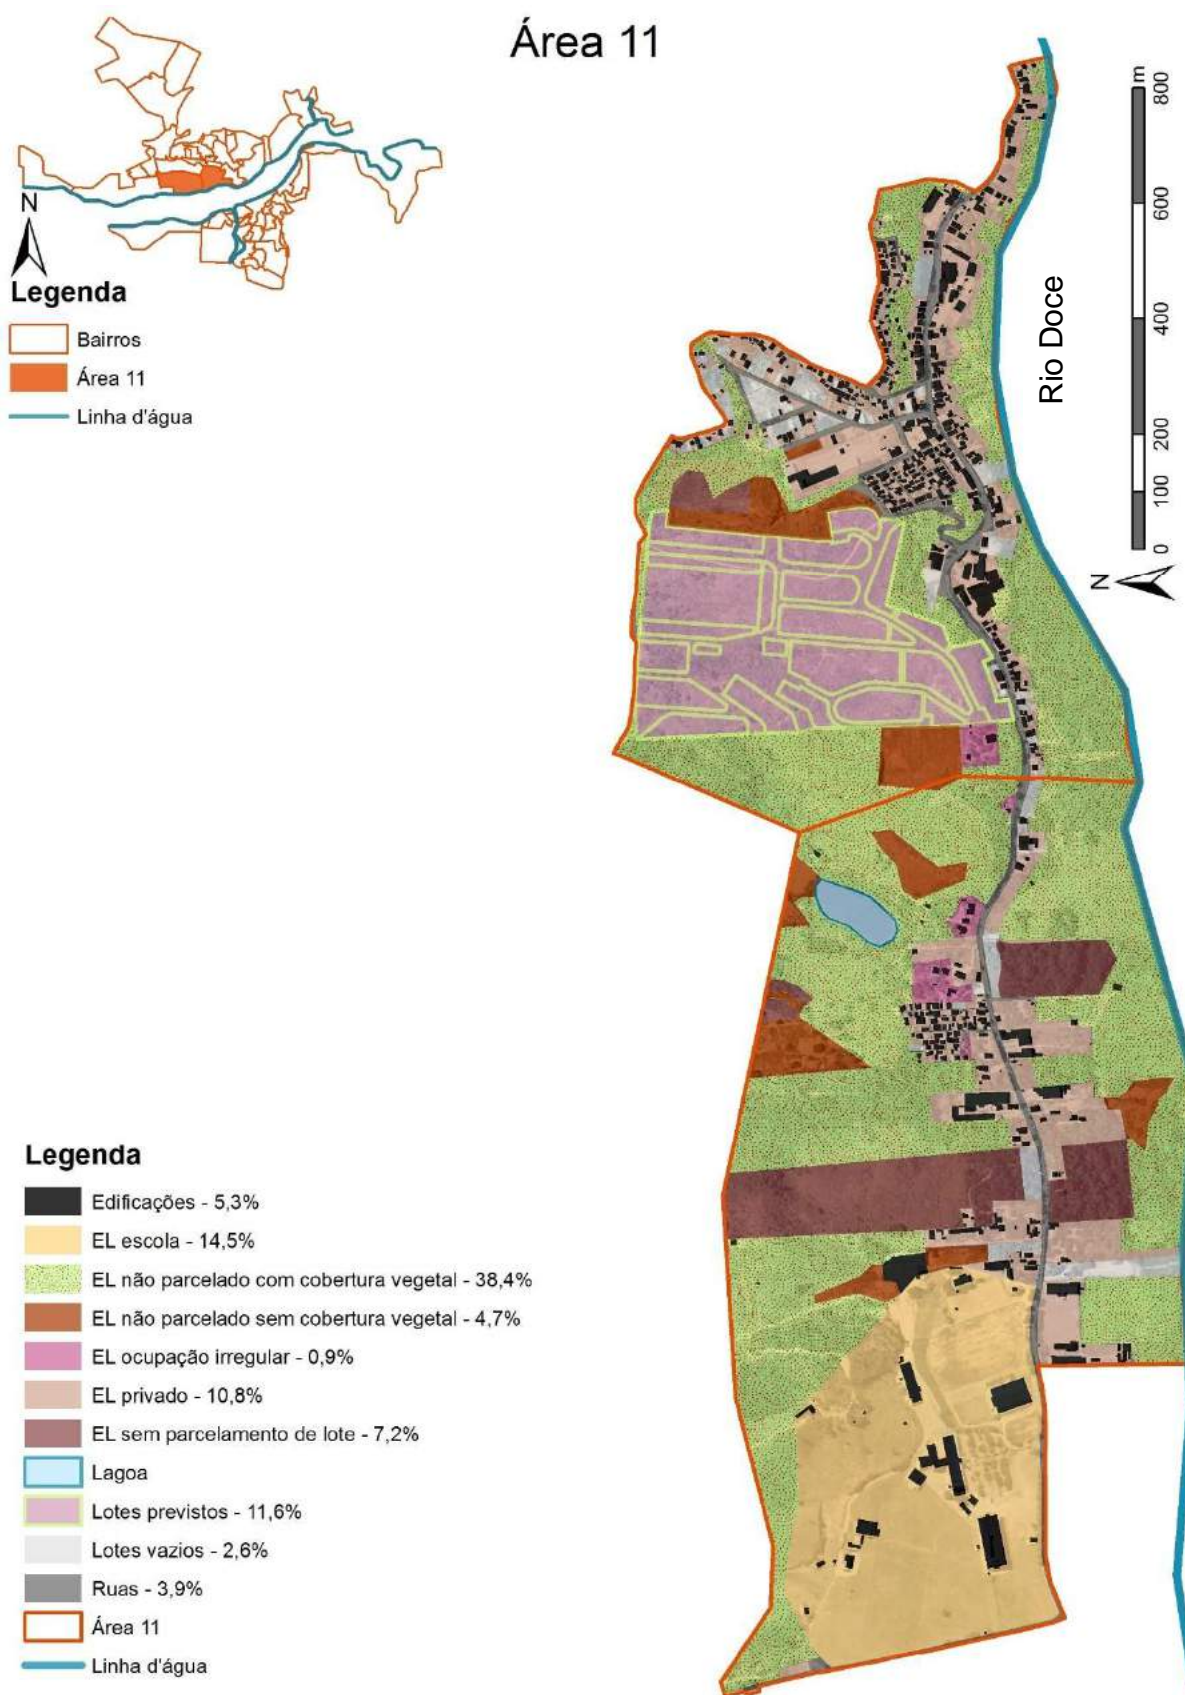 Área 11
N
Legenda
Bairros
Área 11
Linha d'água
0 100 200 400 600 800 m
N
Rio Doce
Legenda
Edificações - 5,3%
EL escola - 14,5%
EL não parcelado com cobertura vegetal - 38,4%
EL não parcelado sem cobertura vegetal - 4,7%
EL ocupação irregular - 0,9%
EL privado - 10,8%
EL sem parcelamento de lote - 7,2%
Lagoa
Lotes previstos - 11,6%
Lotes vazios - 2,6%
Ruas - 3,9%
Área 11
Linha d'água